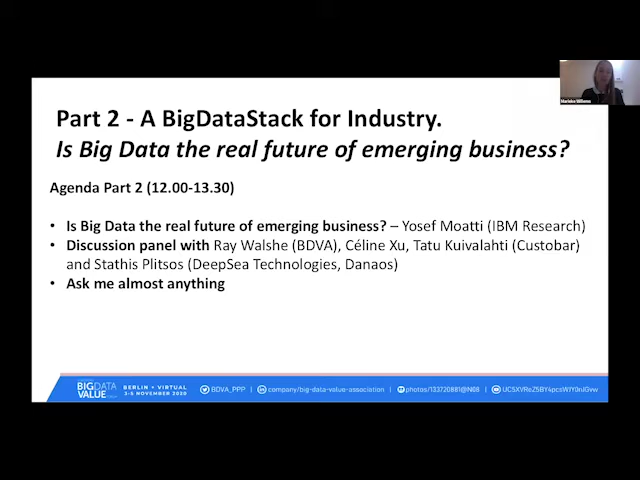 Marieke Willems
Part 2 - A BigDataStack for Industry.
Is Big Data the real future of emerging business?
Agenda Part 2 (12.00-13.30)
• Is Big Data the real future of emerging business? – Yosef Moatti (IBM Research)
• Discussion panel with Ray Walshe (BDVA), Céline Xu, Tatu Kuivalahti (Custobar)
and Stathis Plitsos (DeepSea Technologies, Danaos)
• Ask me almost anything
BIGDATA
VALUE
BERLIN + VIRTUAL
3-5 NOVEMBER 2020
BDVA_PPP | company/big-data-value-association | photos/133720881@N08 |